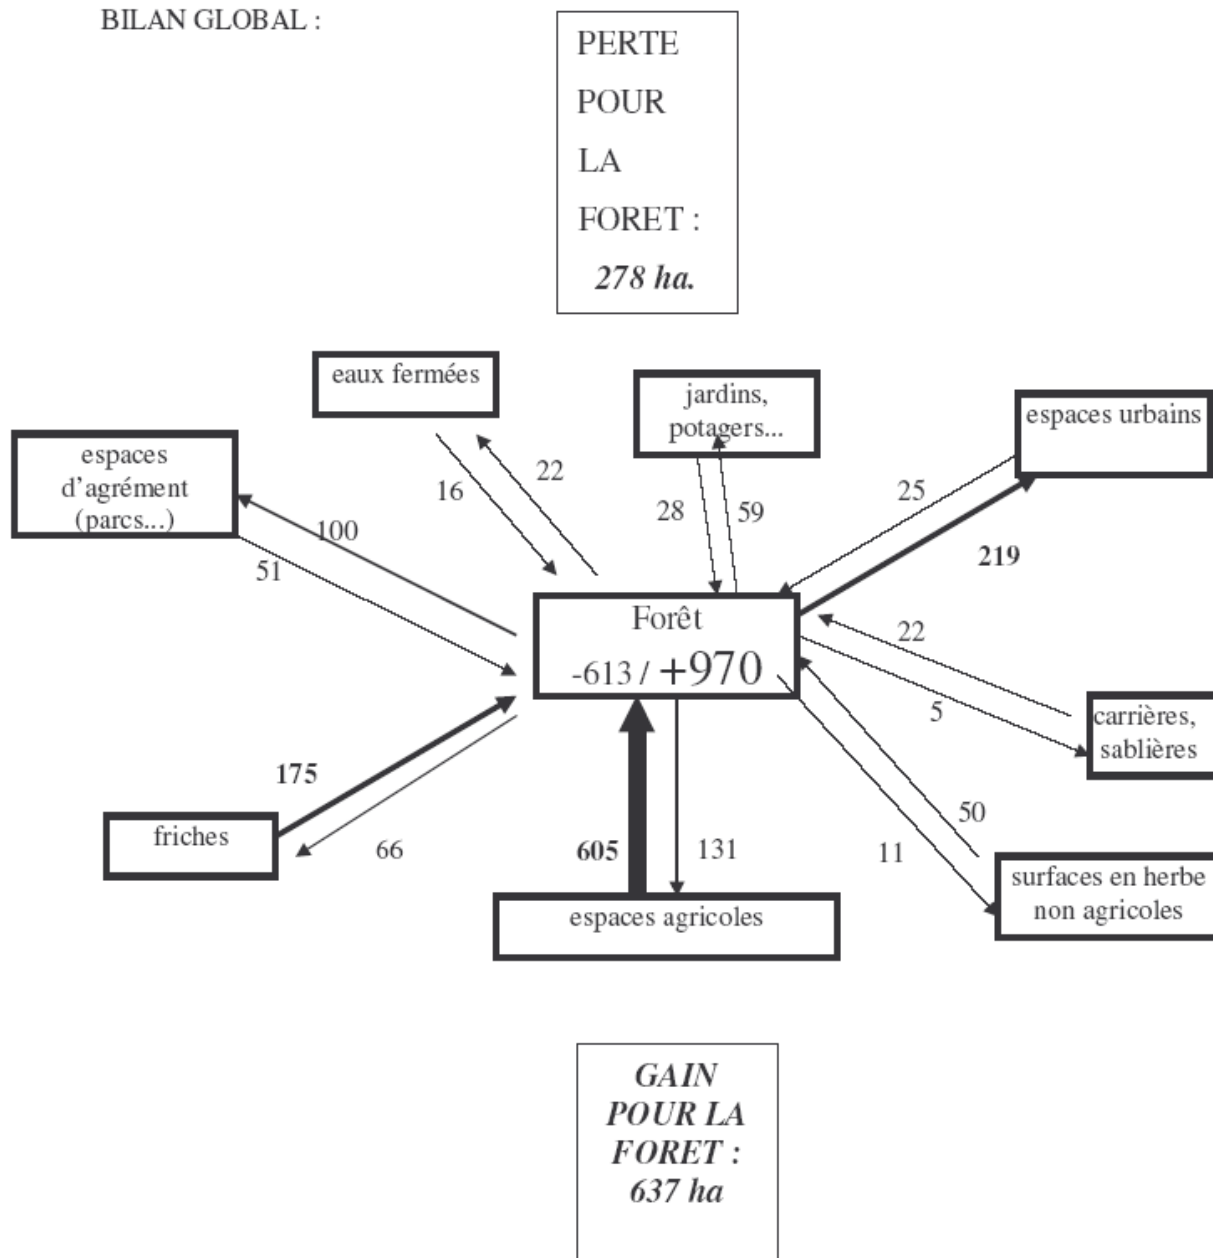 BILAN GLOBAL :
PERTE
POUR
LA
FORET :
278 ha.
eaux fermées
jardins,
potagers...
espaces urbains
espaces
d'agrément
(parcs...)
16
22
28
59
25
219
100
51
Forêt
-613 / +970
22
5
carrières,
sablières
175
66
friches
605
131
50
11
surfaces en herbe
non agricoles
espaces agricoles
GAIN
POUR LA
FORET :
637 ha